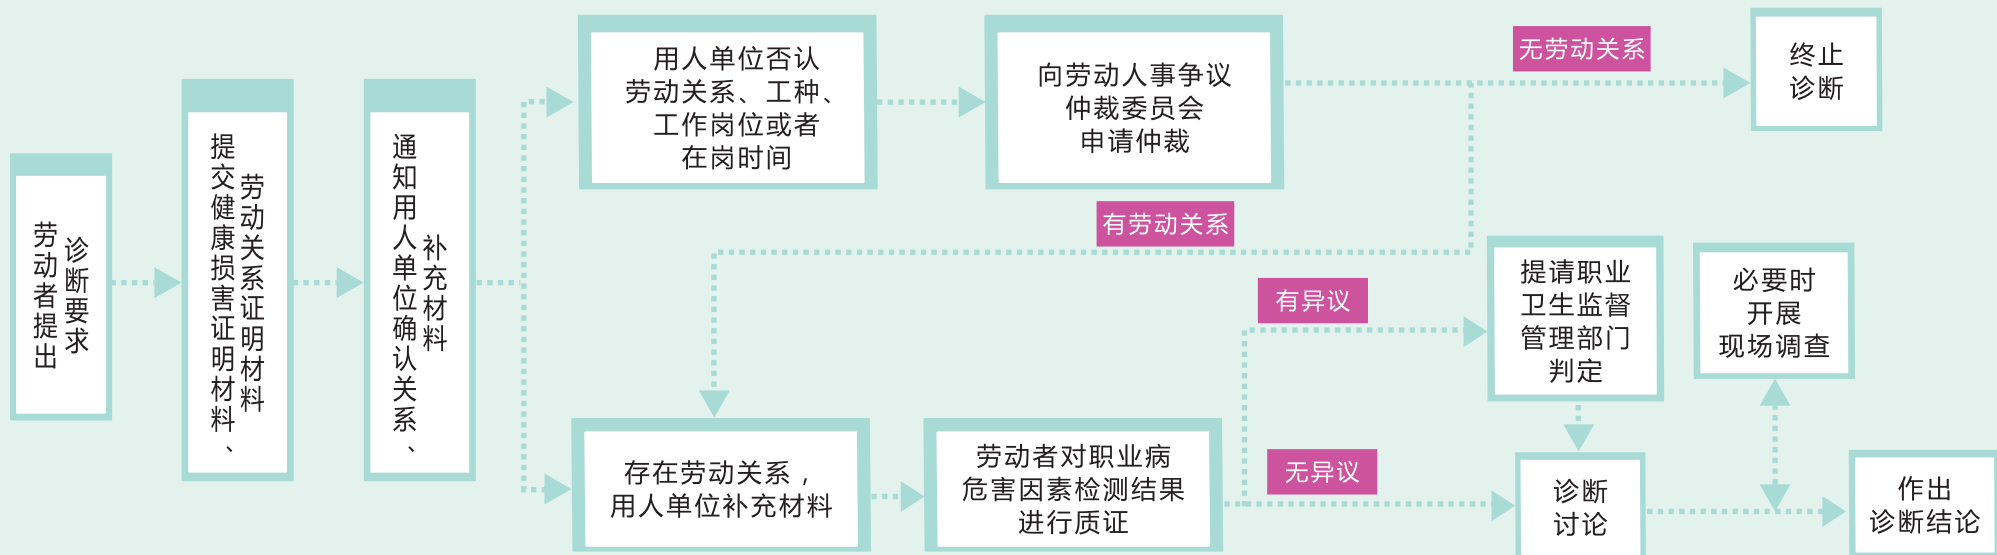 劳动者提出
诊断要求
提交健康损害证明材料、
劳动关系证明材料
通知用人单位确认关系、
补充材料
用人单位否认
劳动关系、工种、
工作岗位或者
在岗时间
向劳动人事争议
仲裁委员会
申请仲裁
无劳动关系
终止
诊断
有劳动关系
存在劳动关系，
用人单位补充材料
劳动者对职业病
危害因素检测结果
进行质证
有异议
提请职业
卫生监督
管理部门
判定
无异议
诊断
讨论
必要时
开展
现场调查
作出
诊断结论